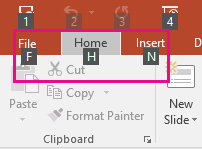 1 2 3 4
File Home Insert D
F H N
Cut
Paste Copy New
Format Painter Slide
Clipboard